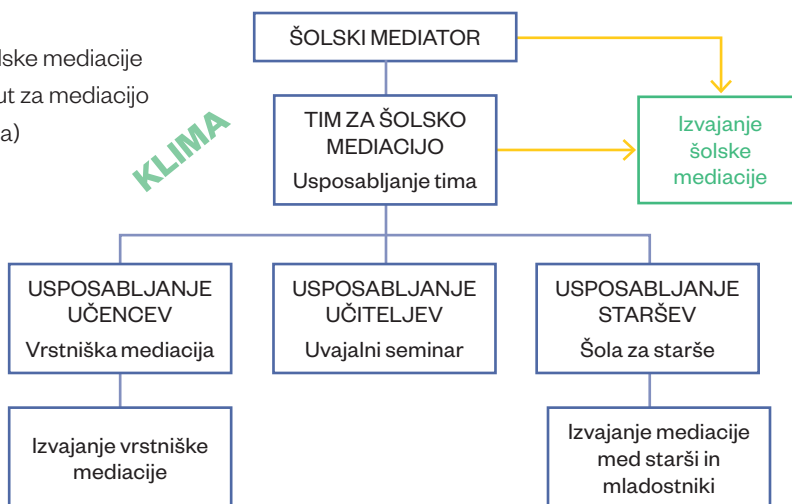 lske mediacije
ut za mediacijo
a)
KLIMA
ŠOLSKI MEDIATOR
TIM ZA ŠOLSKO
MEDIACIJO
Usposabljanje tima
Izvajanje
šolske
mediacije
USPOSABLJANJE
UČENCEV
Vrstniška mediacija
USPOSABLJANJE
UČITELJEV
Uvajalni seminar
USPOSABLJANJE
STARŠEV
Šola za starše
Izvajanje vrstniške
mediacije
Izvajanje mediacije
med starši in
mladostniki